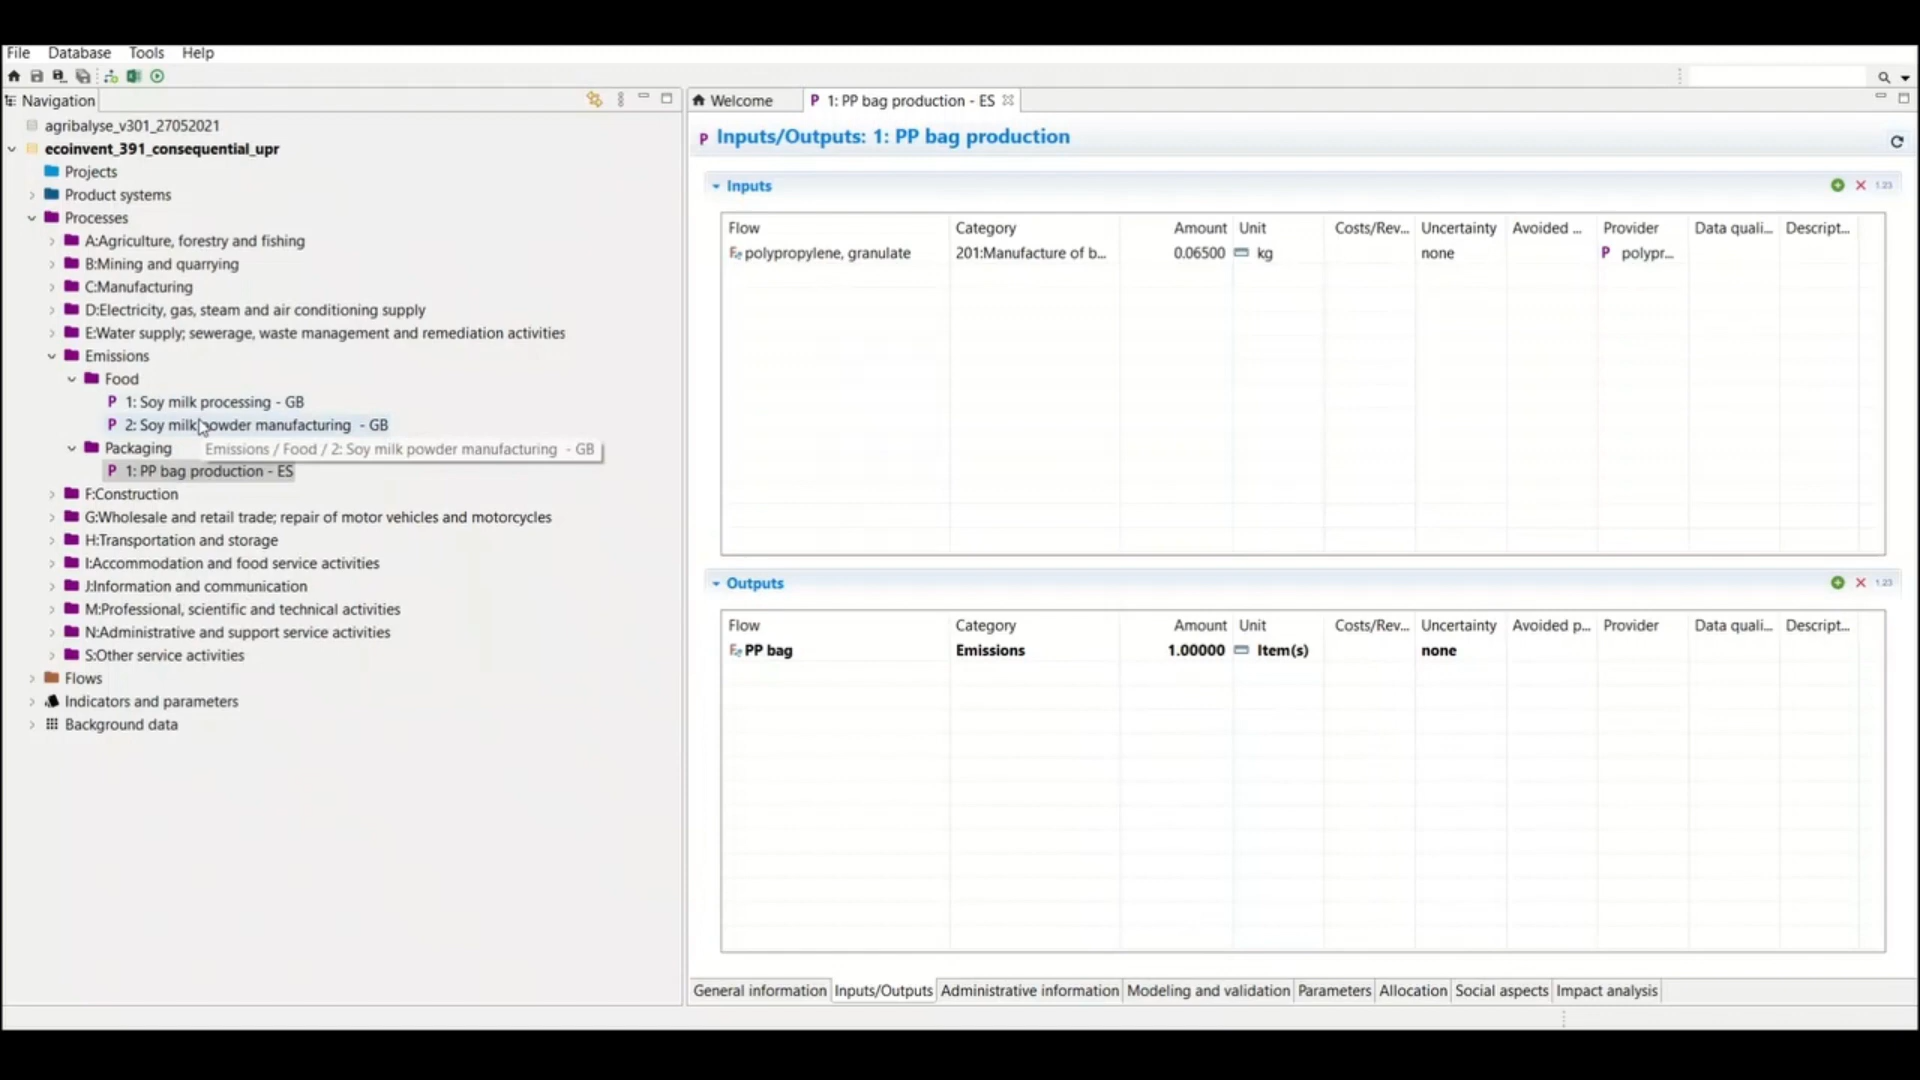 File Database Tools Help
Navigation
agribalyse_v301_27052021
ecoinvent_391_consequential_upr
Projects
Product systems
Processes
A:Agriculture, forestry and fishing
B:Mining and quarrying
C:Manufacturing
D:Electricity, gas, steam and air conditioning supply
E:Water supply; sewerage, waste management and remediation activities
Emissions
Food
P 1: Soy milk processing - GB
P 2: Soy milk powder manufacturing - GB
Packaging
Emissions / Food / 2: Soy milk powder manufacturing - GB
P 1: PP bag production - ES
F:Construction
G:Wholesale and retail trade; repair of motor vehicles and motorcycles
H:Transportation and storage
I:Accommodation and food service activities
J:Information and communication
M:Professional, scientific and technical activities
N:Administrative and support service activities
S:Other service activities
Flows
Indicators and parameters
Background data
Welcome P 1: PP bag production - ES
P Inputs/Outputs: 1: PP bag production
Inputs 1.23
Flow Category Amount Unit Costs/Rev... Uncertainty Avoided ... Provider Data quali... Descript...
Fe polypropylene, granulate 201:Manufacture of b... 0.06500 kg none P polypr...
Outputs 1.23
Flow Category Amount Unit Costs/Rev... Uncertainty Avoided p... Provider Data quali... Descript...
Fe PP bag Emissions 1.00000 Item(s) none
General information Inputs/Outputs Administrative information Modeling and validation Parameters Allocation Social aspects Impact analysis